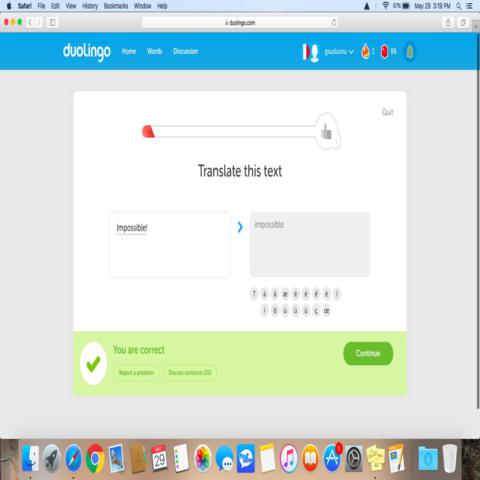 Safari File Edit View History Bookmarks Window Help
97% May 29 3:19 PM
duolingo.com
duolingo Home Words Discussion
1 86
Quit
Translate this text
Impossible!
impossible
You are correct
Report a problem Discuss sentence (20)
Continue
29